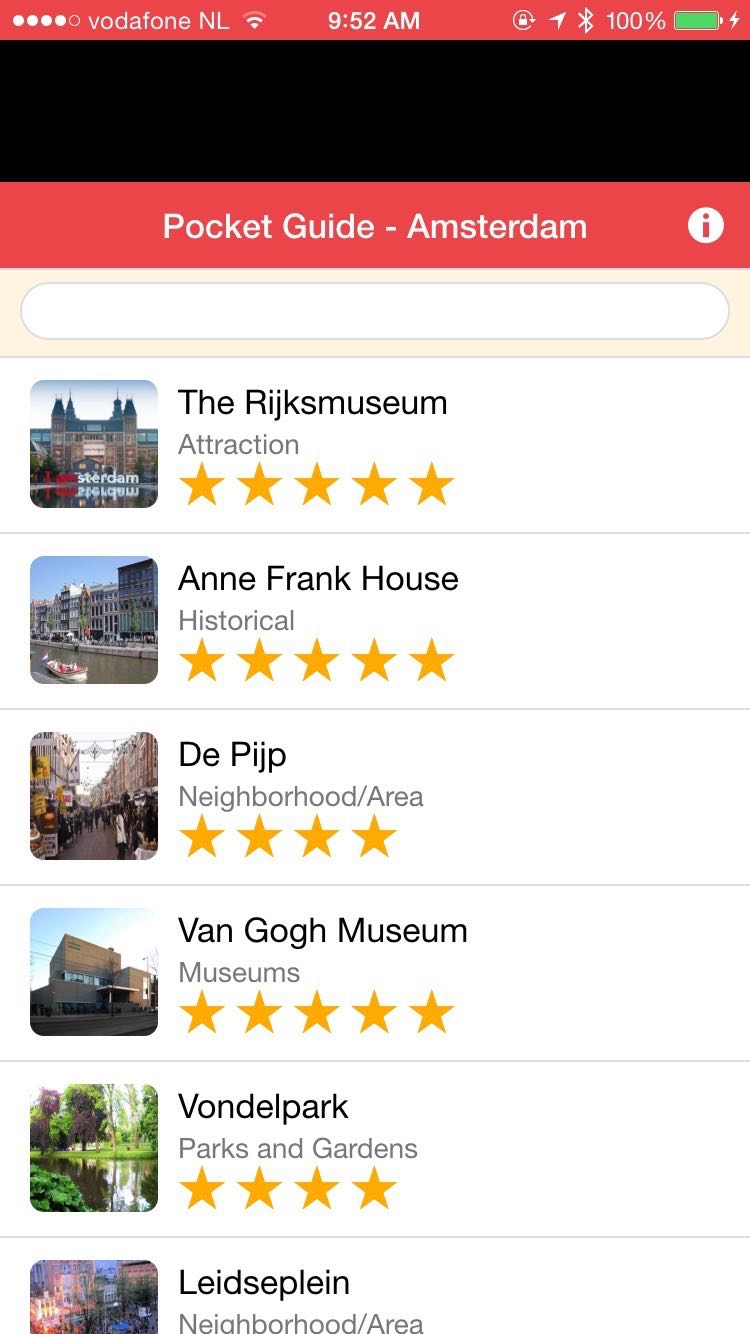 vodafone NL 9:52 AM 100%
Pocket Guide - Amsterdam
The Rijksmuseum
Attraction
I amsterdam
Anne Frank House
Historical
De Pijp
Neighborhood/Area
Van Gogh Museum
Museums
Vondelpark
Parks and Gardens
Leidseplein
Neighborhood/Area